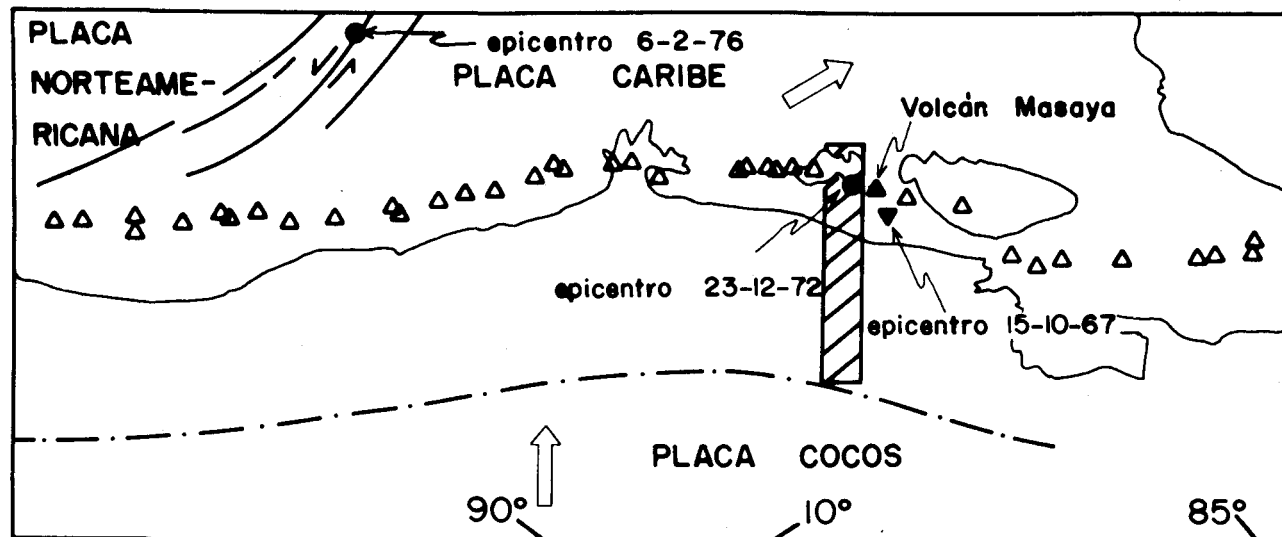 PLACA
NORTEAME-
RICANA
epicentro 6-2-76
PLACA CARIBE
Volcán Masaya
epicentro 23-12-72
epicentro 15-10-67
PLACA COCOS
90°
10°
85°